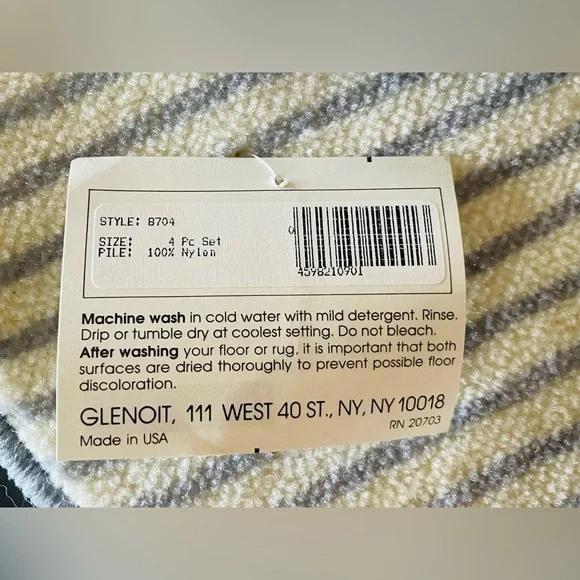 STYLE: 8704
SIZE: 4 Pc Set
PILE: 100% Nylon
0
4598210901
Machine wash in cold water with mild detergent. Rinse.
Drip or tumble dry at coolest setting. Do not bleach.
After washing your floor or rug, it is important that both
surfaces are dried thoroughly to prevent possible floor
discoloration.
GLENOIT, 111 WEST 40 ST., NY, NY 10018
RN 20703
Made in USA